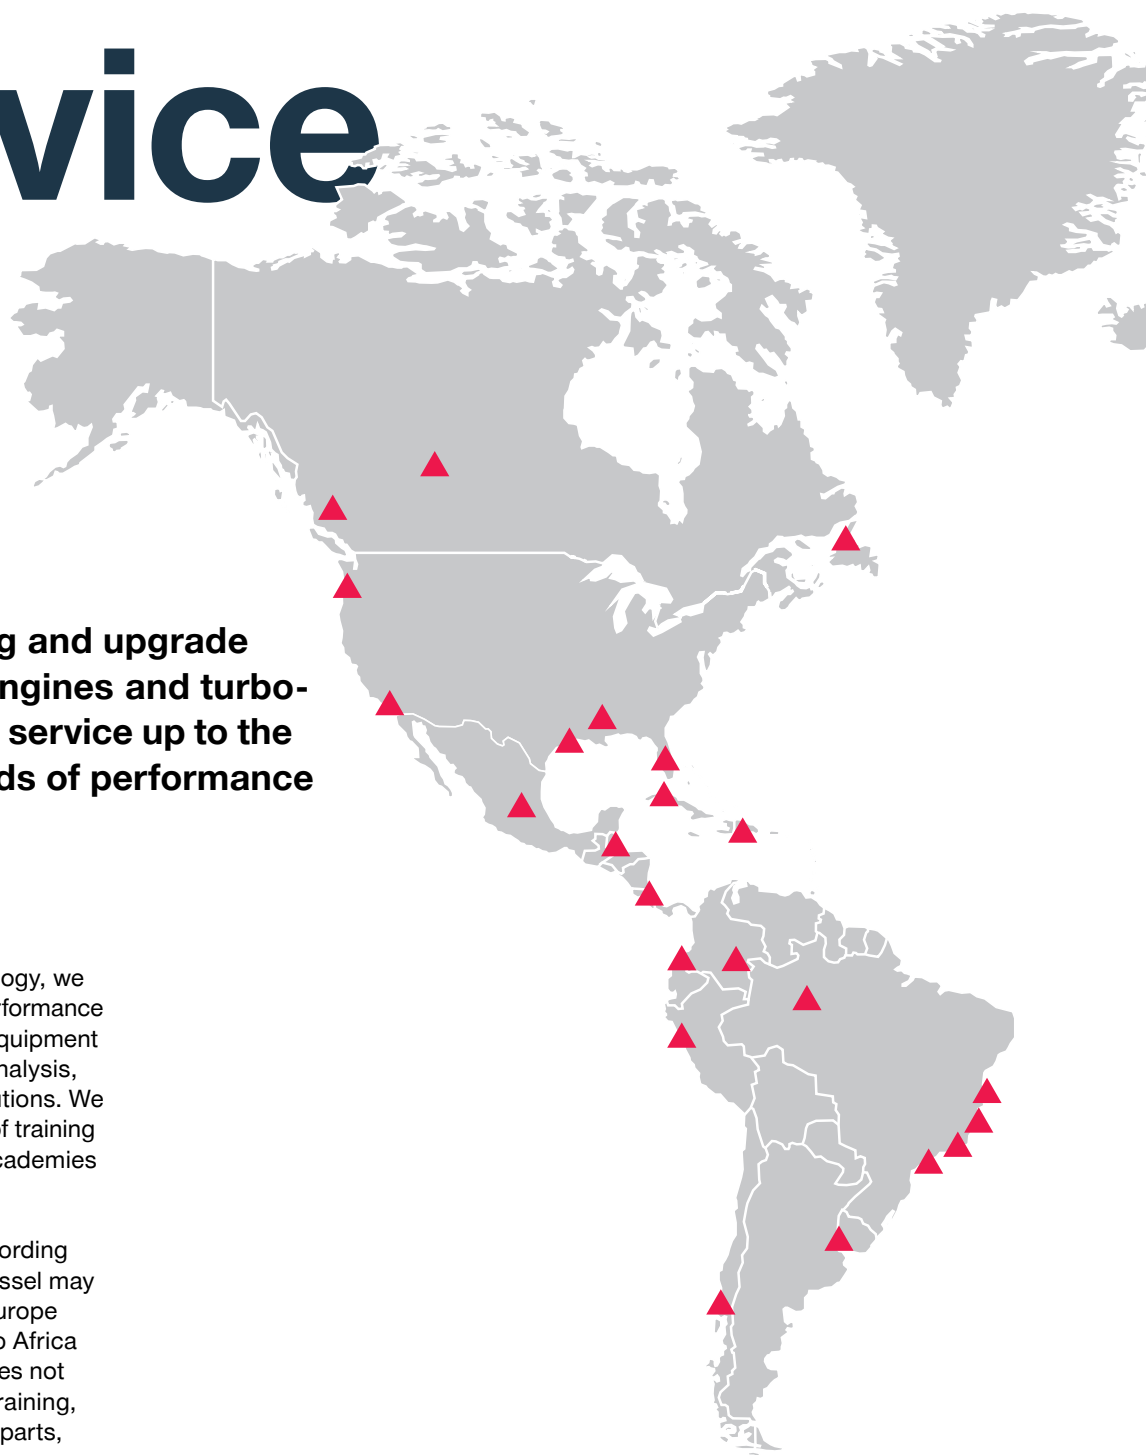 vice
g and upgrade
ngines and turbo-
service up to the
ds of performance
ogy, we
formance
quipment
nalysis,
tions. We
f training
cademies
ording
ssel may
urope
o Africa
es not
raining,
parts,